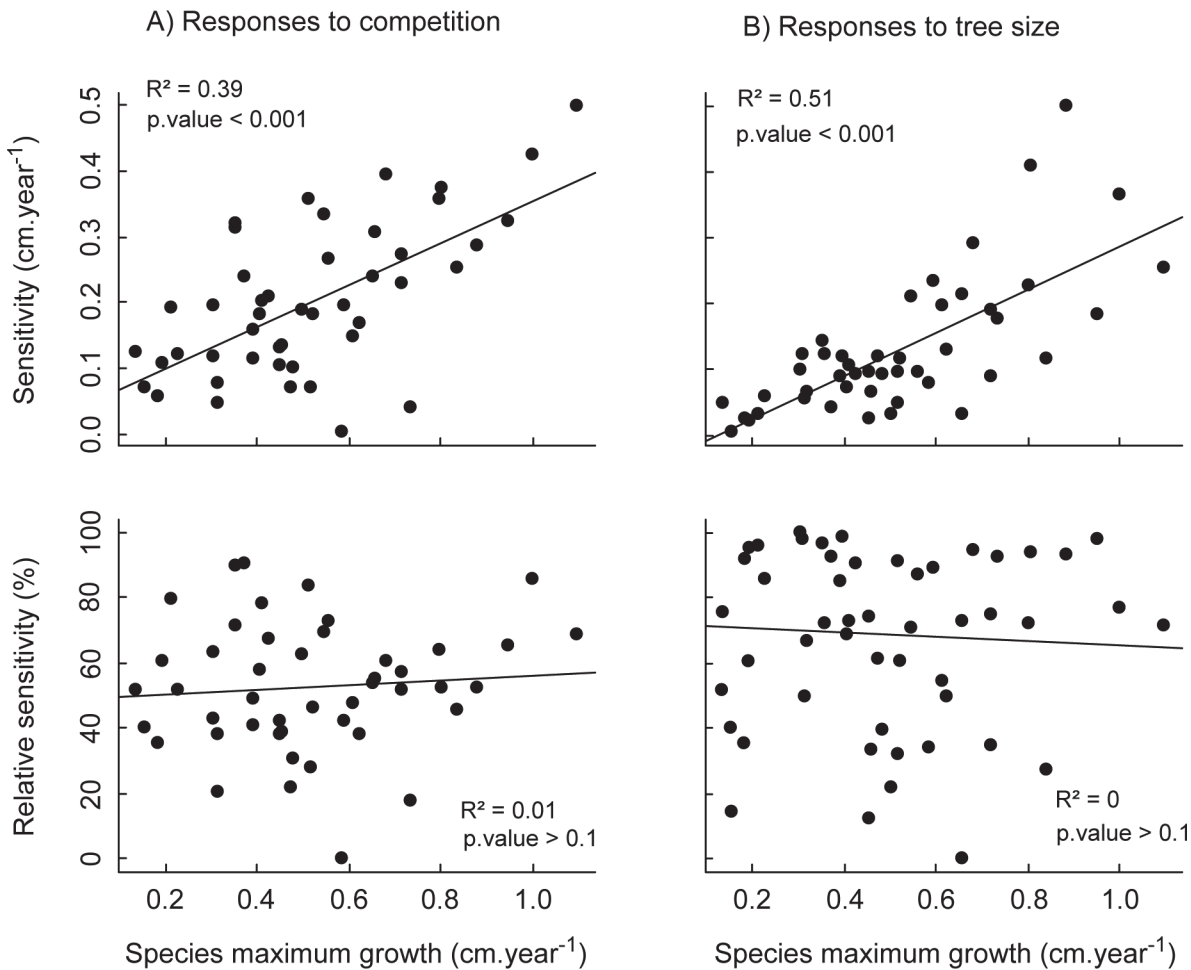 A) Responses to competition
B) Responses to tree size
R² = 0.39
p.value < 0.001
R² = 0.51
p.value < 0.001
Sensitivity (cm.year⁻¹)
0.5
0.4
0.3
0.2
0.1
0.0
Relative sensitivity (%)
100
80
60
40
20
0
R² = 0.01
p.value > 0.1
R² = 0
p.value > 0.1
0.2 0.4 0.6 0.8 1.0
0.2 0.4 0.6 0.8 1.0
Species maximum growth (cm.year⁻¹)
Species maximum growth (cm.year⁻¹)